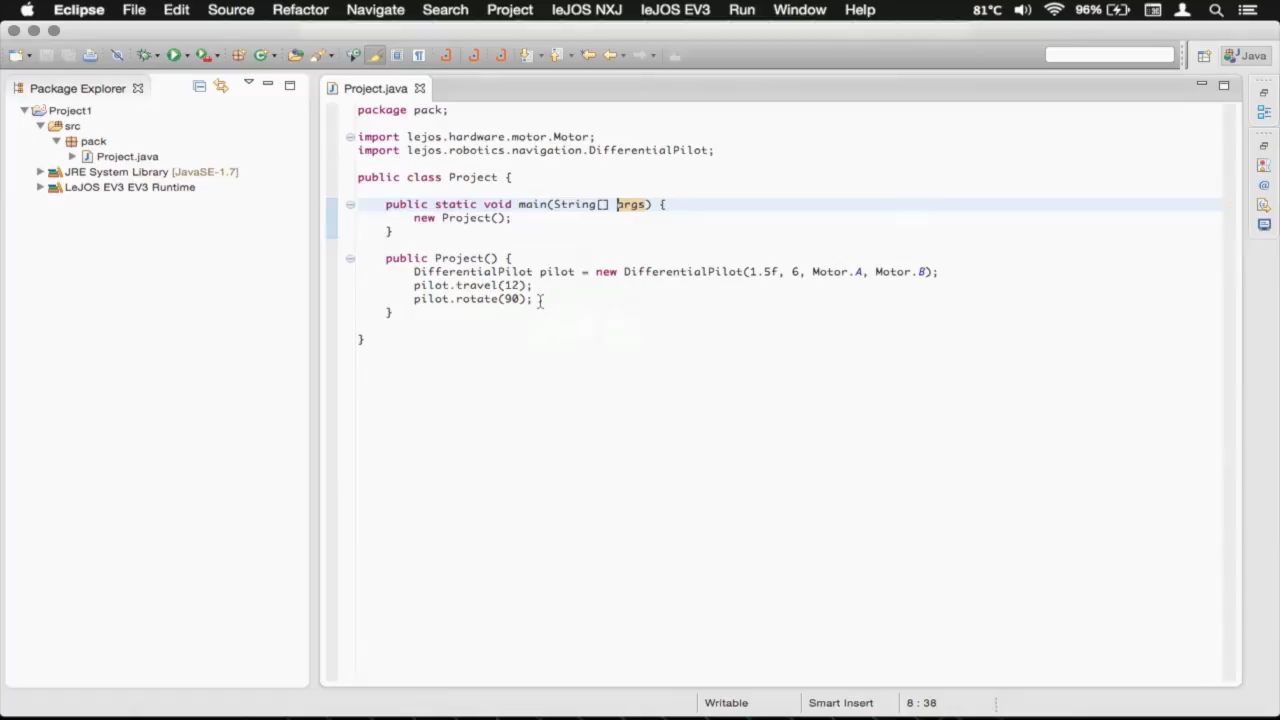 Eclipse File Edit Source Refactor Navigate Search Project leJOS NXJ leJOS EV3 Run Window Help 81°C 96%
Java
Package Explorer
Project1
src
pack
Project.java
JRE System Library [JavaSE-1.7]
LeJOS EV3 EV3 Runtime
Project.java
package pack;
import lejos.hardware.motor.Motor;
import lejos.robotics.navigation.DifferentialPilot;
public class Project {
public static void main(String[] args) {
new Project();
}
public Project() {
DifferentialPilot pilot = new DifferentialPilot(1.5f, 6, Motor.A, Motor.B);
pilot.travel(12);
pilot.rotate(90);
}
}
Writable Smart Insert 8 : 38